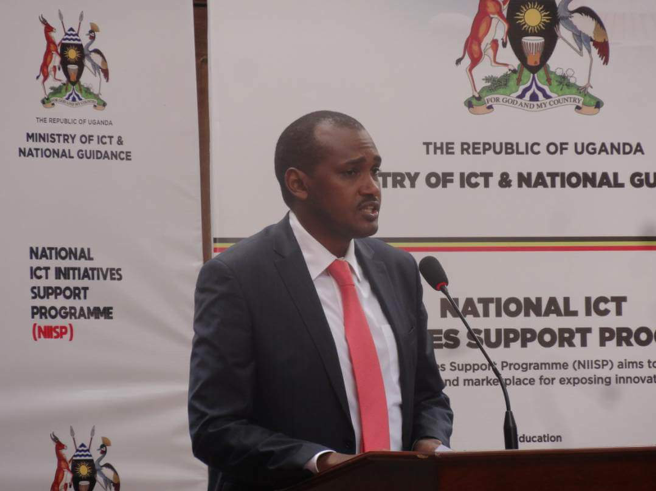 THE REPUBLIC OF UGANDA
MINISTRY OF ICT &
NATIONAL GUIDANCE
NATIONAL
ICT INITIATIVES
SUPPORT
PROGRAMME
(NIISP)
FOR GOD AND MY COUNTRY
THE REPUBLIC OF UGANDA
TRY OF ICT & NATIONAL GU
NATIONAL ICT
ES SUPPORT PRO
es Support Programme (NIISP) aims to
nd marketplace for exposing innovat
Education